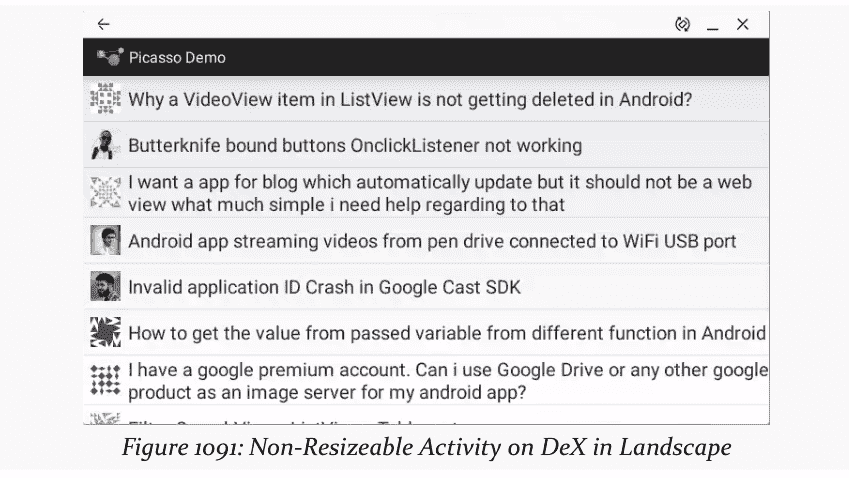 Picasso Demo
Why a VideoView item in ListView is not getting deleted in Android?
Butterknife bound buttons OnclickListener not working
I want a app for blog which automatically update but it should not be a web
view what much simple i need help regarding to that
Android app streaming videos from pen drive connected to WiFi USB port
Invalid application ID Crash in Google Cast SDK
How to get the value from passed variable from different function in Android
I have a google premium account. Can i use Google Drive or any other google
product as an image server for my android app?
Figure 1091: Non-Resizeable Activity on DeX in Landscape